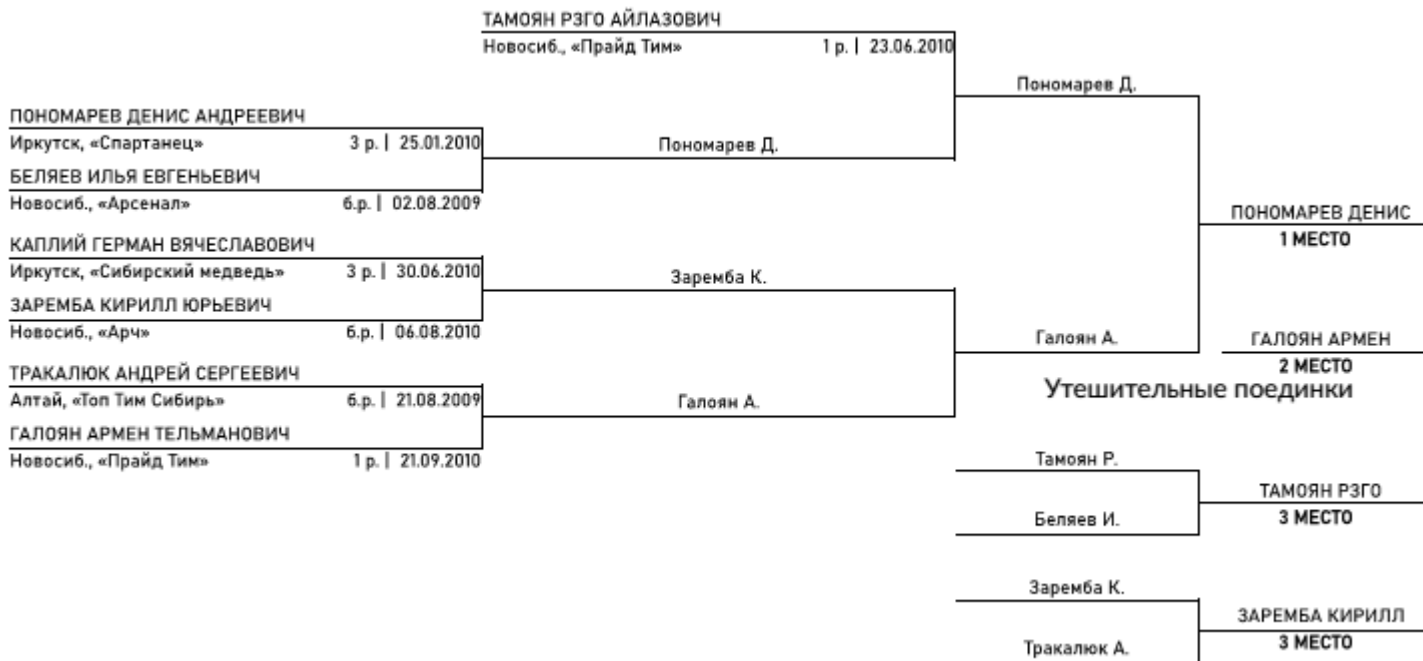 ТАМОЯН РЗГО АЙЛАЗОВИЧ
Новосиб., «Прайд Тим» 1 р. | 23.06.2010
Пономарев Д.
ПОНОМАРЕВ ДЕНИС АНДРЕЕВИЧ
Иркутск, «Спартанец» 3 р. | 25.01.2010
Пономарев Д.
БЕЛЯЕВ ИЛЬЯ ЕВГЕНЬЕВИЧ
Новосиб., «Арсенал» б.р. | 02.08.2009
ПОНОМАРЕВ ДЕНИС
1 МЕСТО
КАПЛИЙ ГЕРМАН ВЯЧЕСЛАВОВИЧ
Иркутск, «Сибирский медведь» 3 р. | 30.06.2010
Заремба К.
ЗАРЕМБА КИРИЛЛ ЮРЬЕВИЧ
Новосиб., «Арч» б.р. | 06.08.2010
Галоян А.
ГАЛОЯН АРМЕН
2 МЕСТО
ТРАКАЛЮК АНДРЕЙ СЕРГЕЕВИЧ
Алтай, «Топ Тим Сибирь» б.р. | 21.08.2009
Галоян А.
Утешительные поединки
ГАЛОЯН АРМЕН ТЕЛЬМАНОВИЧ
Новосиб., «Прайд Тим» 1 р. | 21.09.2010
Тамоян Р.
ТАМОЯН РЗГО
3 МЕСТО
Беляев И.
Заремба К.
ЗАРЕМБА КИРИЛЛ
3 МЕСТО
Тракалюк А.